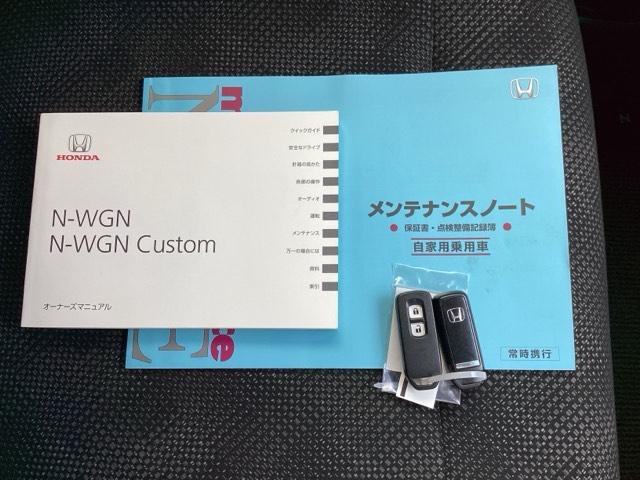 HONDA
N-WGN
N-WGN Custom
オーナーズマニュアル
クイックガイド
安全なドライブ
計器の見かた
各部の操作
オーディオ
運転
メンテナンス
万一の場合には
資料
索引
メンテナンスノート
保証書・点検整備記録簿
自家用乗用車
常時携行